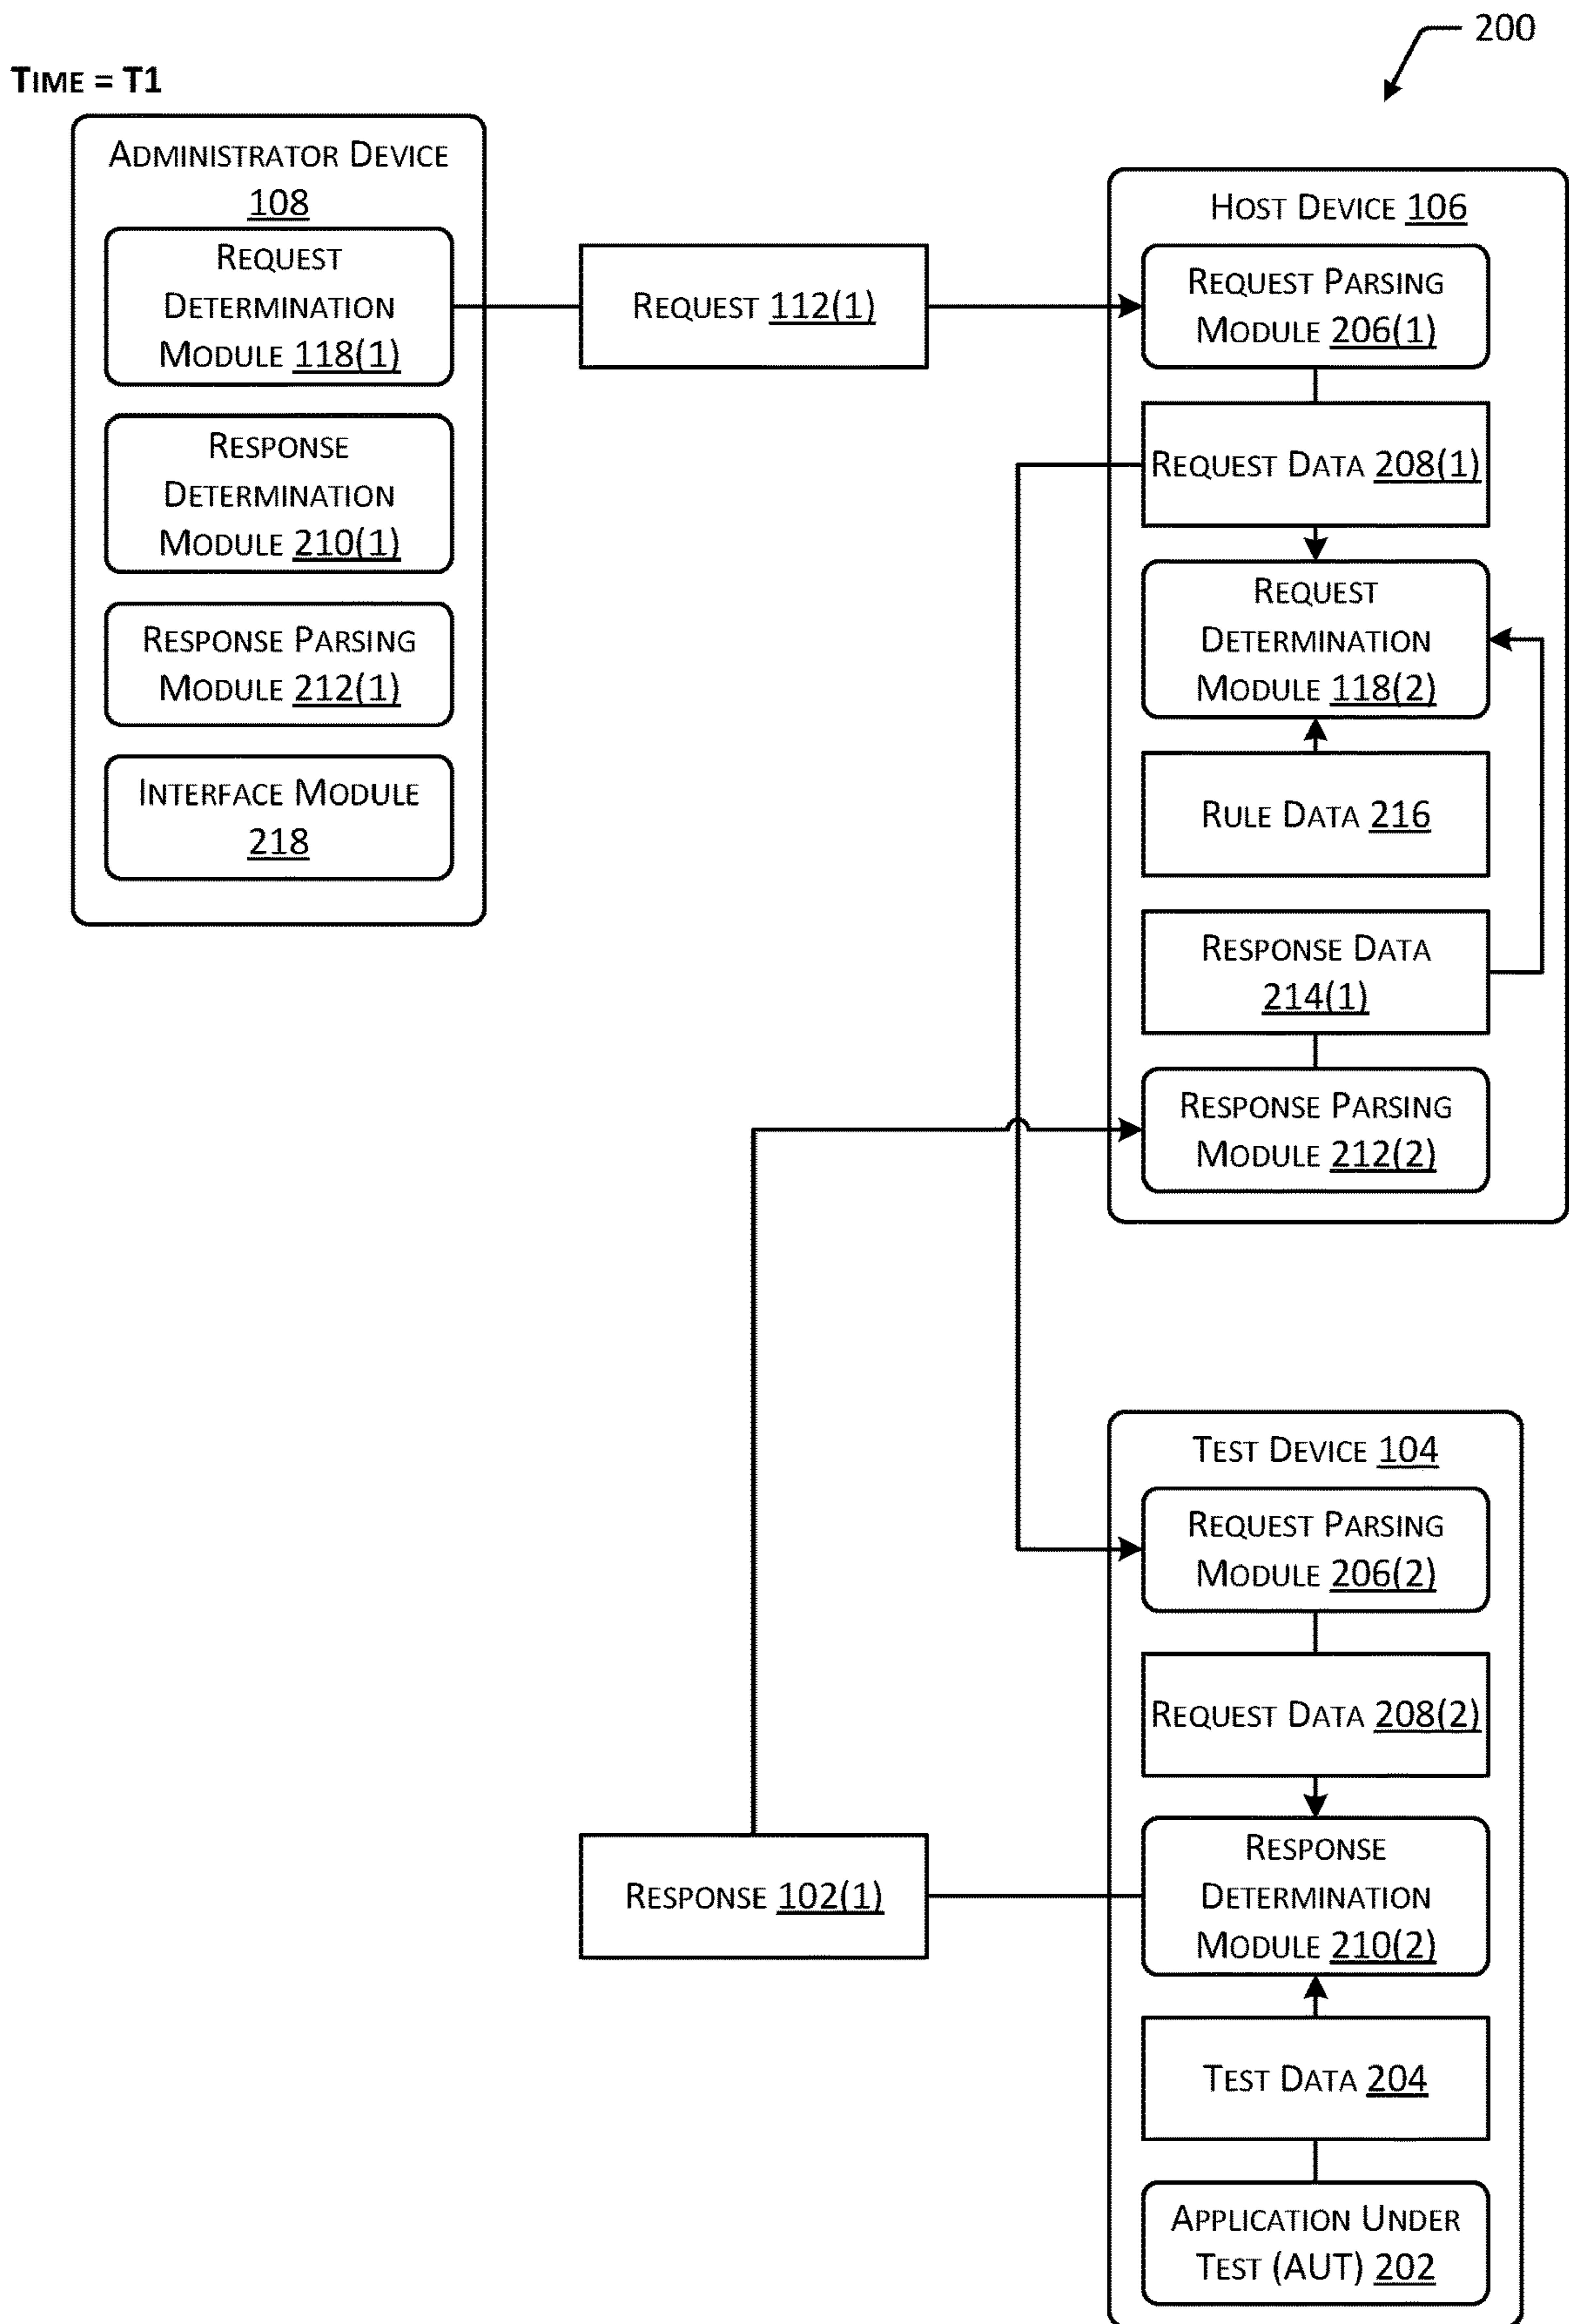 200
TIME = T1
ADMINISTRATOR DEVICE
108
REQUEST
DETERMINATION
MODULE 118(1)
RESPONSE
DETERMINATION
MODULE 210(1)
RESPONSE PARSING
MODULE 212(1)
INTERFACE MODULE
218
REQUEST 112(1)
HOST DEVICE 106
REQUEST PARSING
MODULE 206(1)
REQUEST DATA 208(1)
REQUEST
DETERMINATION
MODULE 118(2)
RULE DATA 216
RESPONSE DATA
214(1)
RESPONSE PARSING
MODULE 212(2)
TEST DEVICE 104
REQUEST PARSING
MODULE 206(2)
REQUEST DATA 208(2)
RESPONSE
DETERMINATION
MODULE 210(2)
RESPONSE 102(1)
TEST DATA 204
APPLICATION UNDER
TEST (AUT) 202